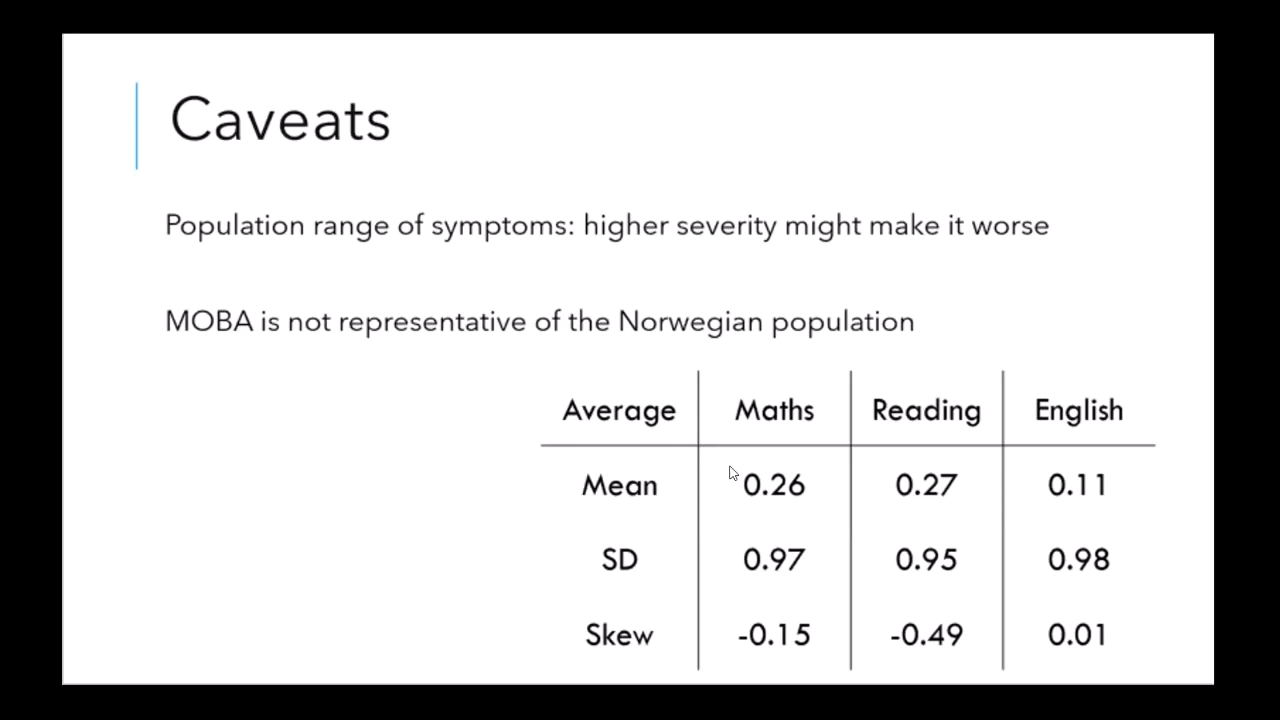 Caveats
Population range of symptoms: higher severity might make it worse
MOBA is not representative of the Norwegian population
Average Maths Reading English
Mean 0.26 0.27 0.11
SD 0.97 0.95 0.98
Skew -0.15 -0.49 0.01